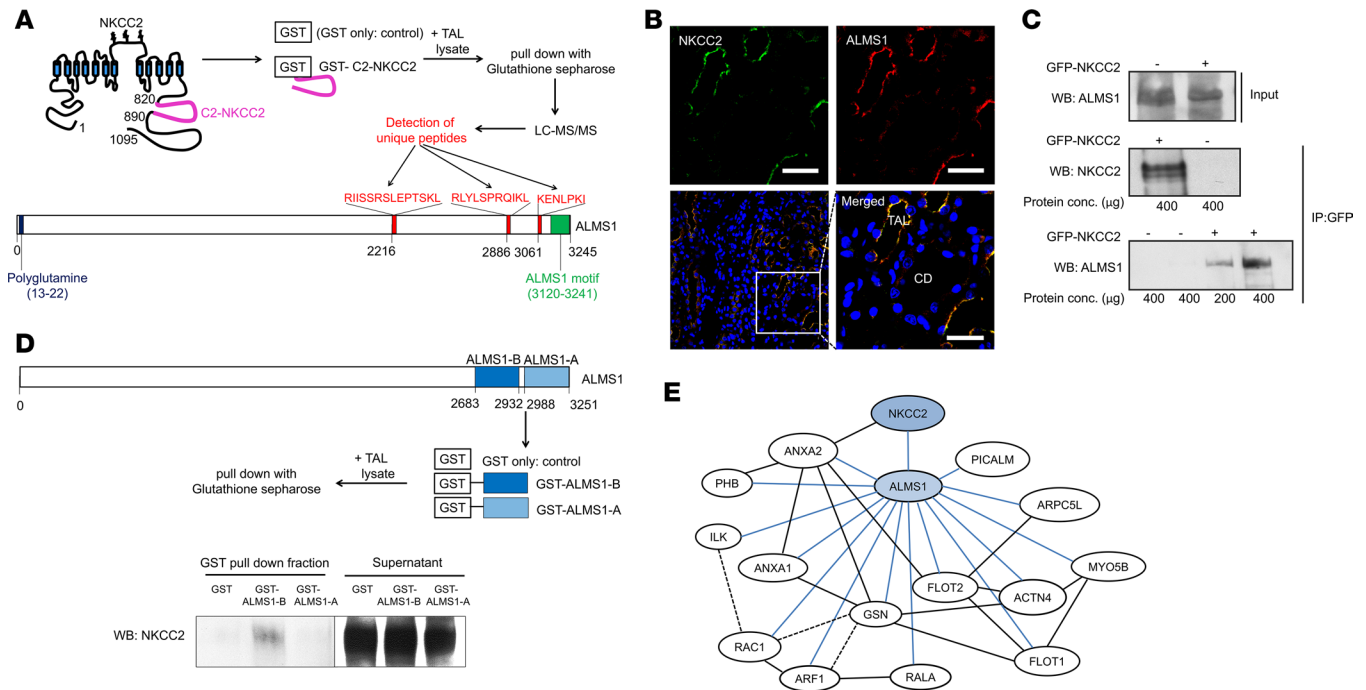 A
NKCC2
820
890
1095
1
C2-NKCC2
GST (GST only: control)
GST GST- C2-NKCC2
+ TAL
lysate
pull down with
Glutathione sepharose
LC-MS/MS
Detection of
unique peptides
RIISSRSLEPTSKL RLYLSPRQIKL KENLPKI
ALMS1
0 2216 2886 3061 3245
Polyglutamine
(13-22)
ALMS1 motif
(3120-3241)
B
NKCC2
ALMS1
Merged
TAL
CD
C
GFP-NKCC2 - +
WB: ALMS1
Input
GFP-NKCC2 + -
WB: NKCC2
Protein conc. (µg) 400 400
IP:GFP
GFP-NKCC2 - - + +
WB: ALMS1
Protein conc. (µg) 400 400 200 400
D
ALMS1-B ALMS1-A
ALMS1
0 2683 2932 2988 3251
GST GST only: control
GST GST-ALMS1-B
GST GST-ALMS1-A
+ TAL
lysate
pull down with
Glutathione sepharose
GST pull down fraction Supernatant
GST GST-ALMS1-B GST-ALMS1-A GST GST-ALMS1-B GST-ALMS1-A
WB: NKCC2
E
NKCC2
ANXA2
PICALM
PHB
ALMS1
ARPC5L
ILK
ANXA1
MYO5B
FLOT2
ACTN4
GSN
RAC1
FLOT1
ARF1
RALA